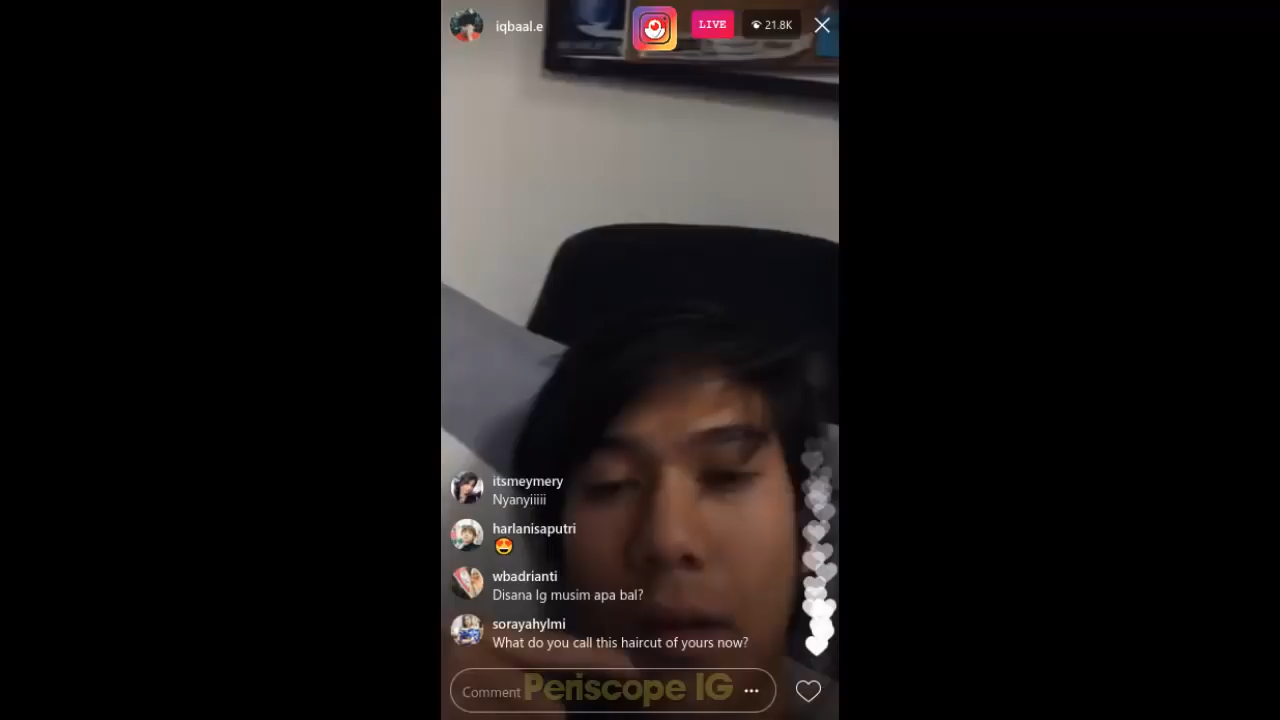 iqbaal.e
LIVE
21.8K
itsmeymery
Nyanyiiiii
harlanisaputri
😍
wbadrianti
Disana lg musim apa bal?
sorayahylmi
What do you call this haircut of yours now?
Comment
Periscope IG